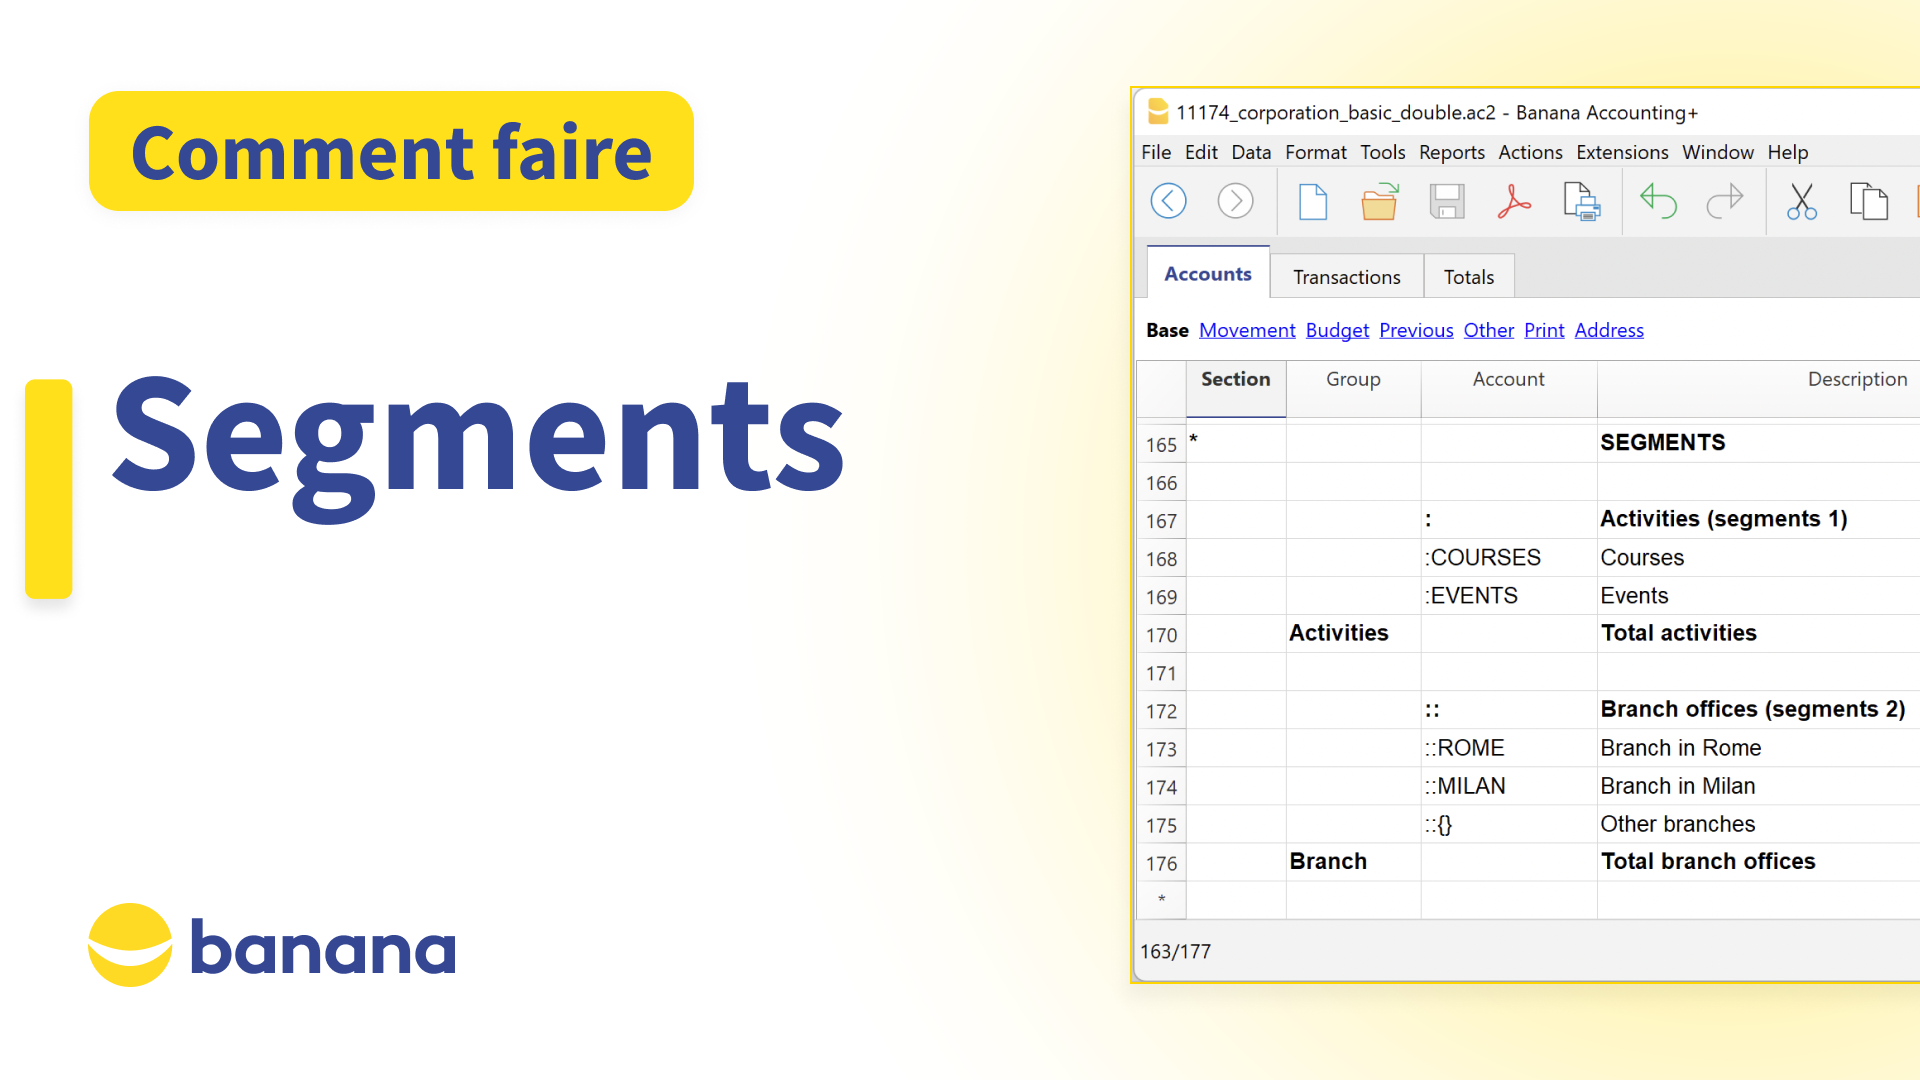 Comment faire
Segments
banana
11174_corporation_basic_double.ac2 - Banana Accounting+
File Edit Data Format Tools Reports Actions Extensions Window Help
Accounts Transactions Totals
Base Movement Budget Previous Other Print Address
Section Group Account Description
165 * SEGMENTS
166
167 : Activities (segments 1)
168 :COURSES Courses
169 :EVENTS Events
170 Activities Total activities
171
172 :: Branch offices (segments 2)
173 ::ROME Branch in Rome
174 ::MILAN Branch in Milan
175 ::{} Other branches
176 Branch Total branch offices
*
163/177